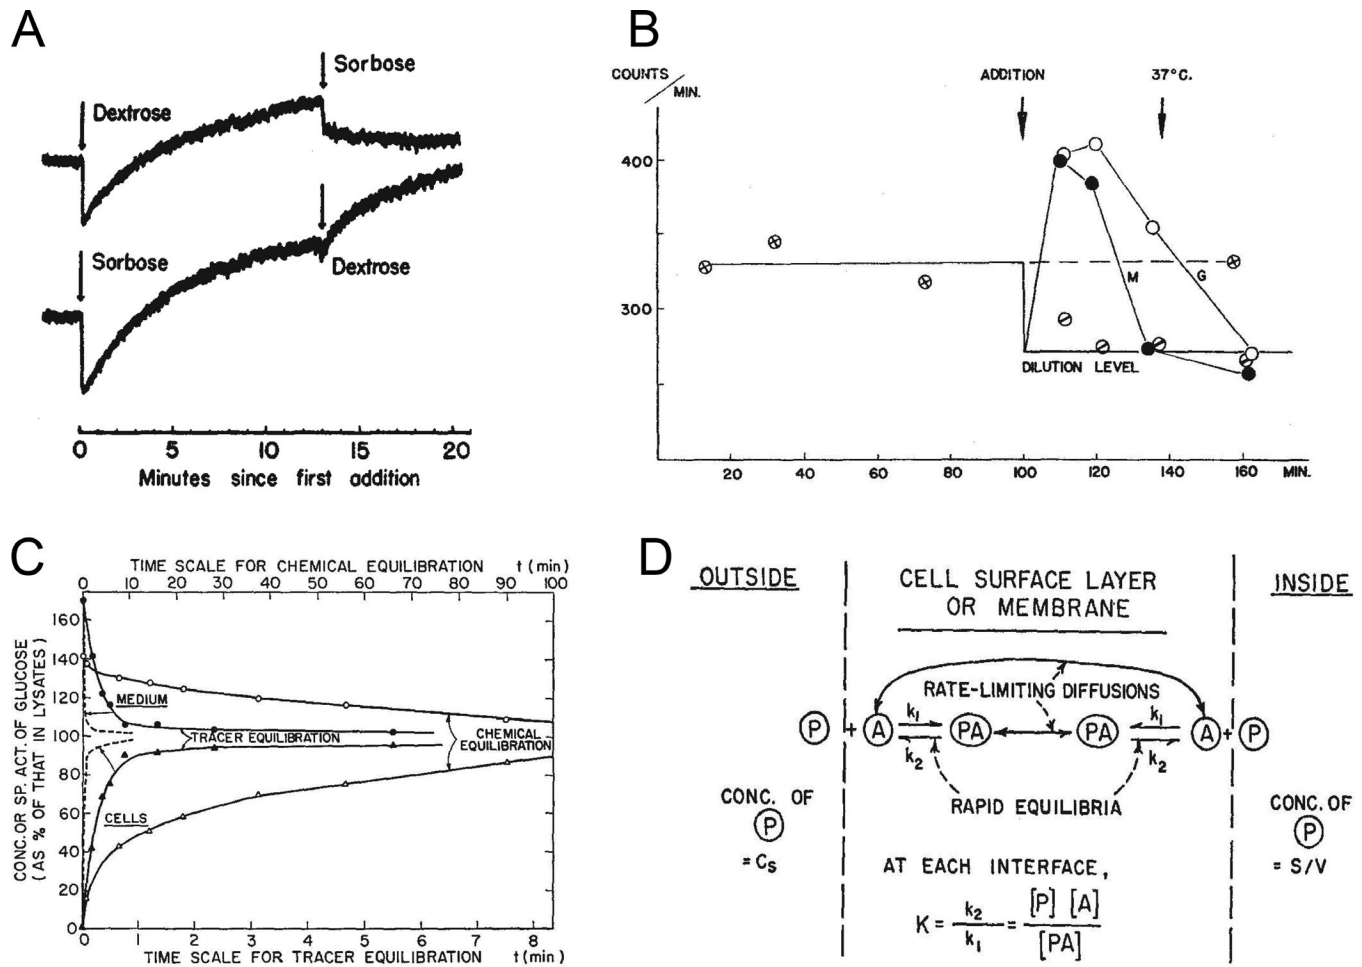 A
Dextrose
Sorbose
Sorbose
Dextrose
0 5 10 15 20
Minutes since first addition
B
COUNTS
MIN.
ADDITION
37°C.
400
300
M
G
DILUTION LEVEL
20 40 60 80 100 120 140 160 MIN.
C
TIME SCALE FOR CHEMICAL EQUILIBRATION t (min)
0 10 20 30 40 50 60 70 80 90 100
CONC. OR SP. ACT. OF GLUCOSE
(AS % OF THAT IN LYSATES)
160
140
120
100
80
60
40
20
0
MEDIUM
TRACER EQUILIBRATION
CHEMICAL
EQUILIBRATION
CELLS
0 1 2 3 4 5 6 7 8
TIME SCALE FOR TRACER EQUILIBRATION t (min)
D
OUTSIDE
CELL SURFACE LAYER
OR MEMBRANE
INSIDE
RATE-LIMITING DIFFUSIONS
P + A k₁ k₂ PA PA k₁ k₂ A + P
RAPID EQUILIBRIA
CONC. OF
P
= Cs
CONC. OF
P
= S/V
AT EACH INTERFACE,
K = k₂/k₁ = [P] [A]/[PA]